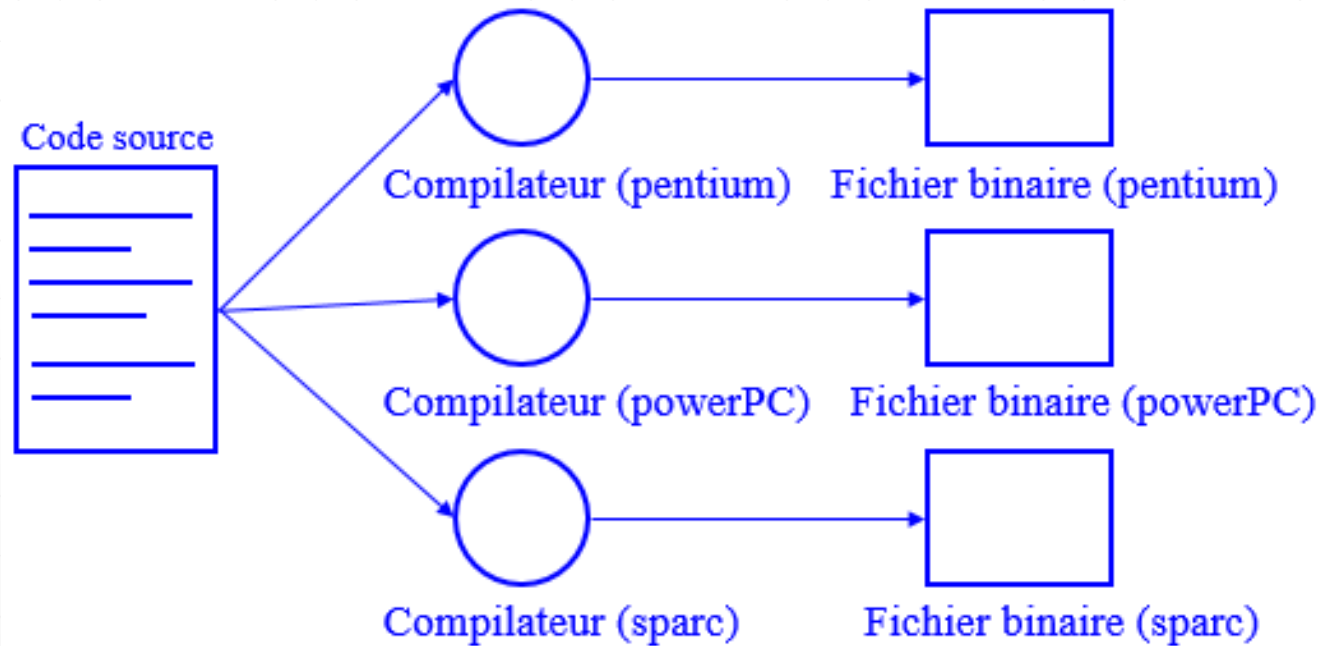 Code source
Compilateur (pentium)
Fichier binaire (pentium)
Compilateur (powerPC)
Fichier binaire (powerPC)
Compilateur (sparc)
Fichier binaire (sparc)